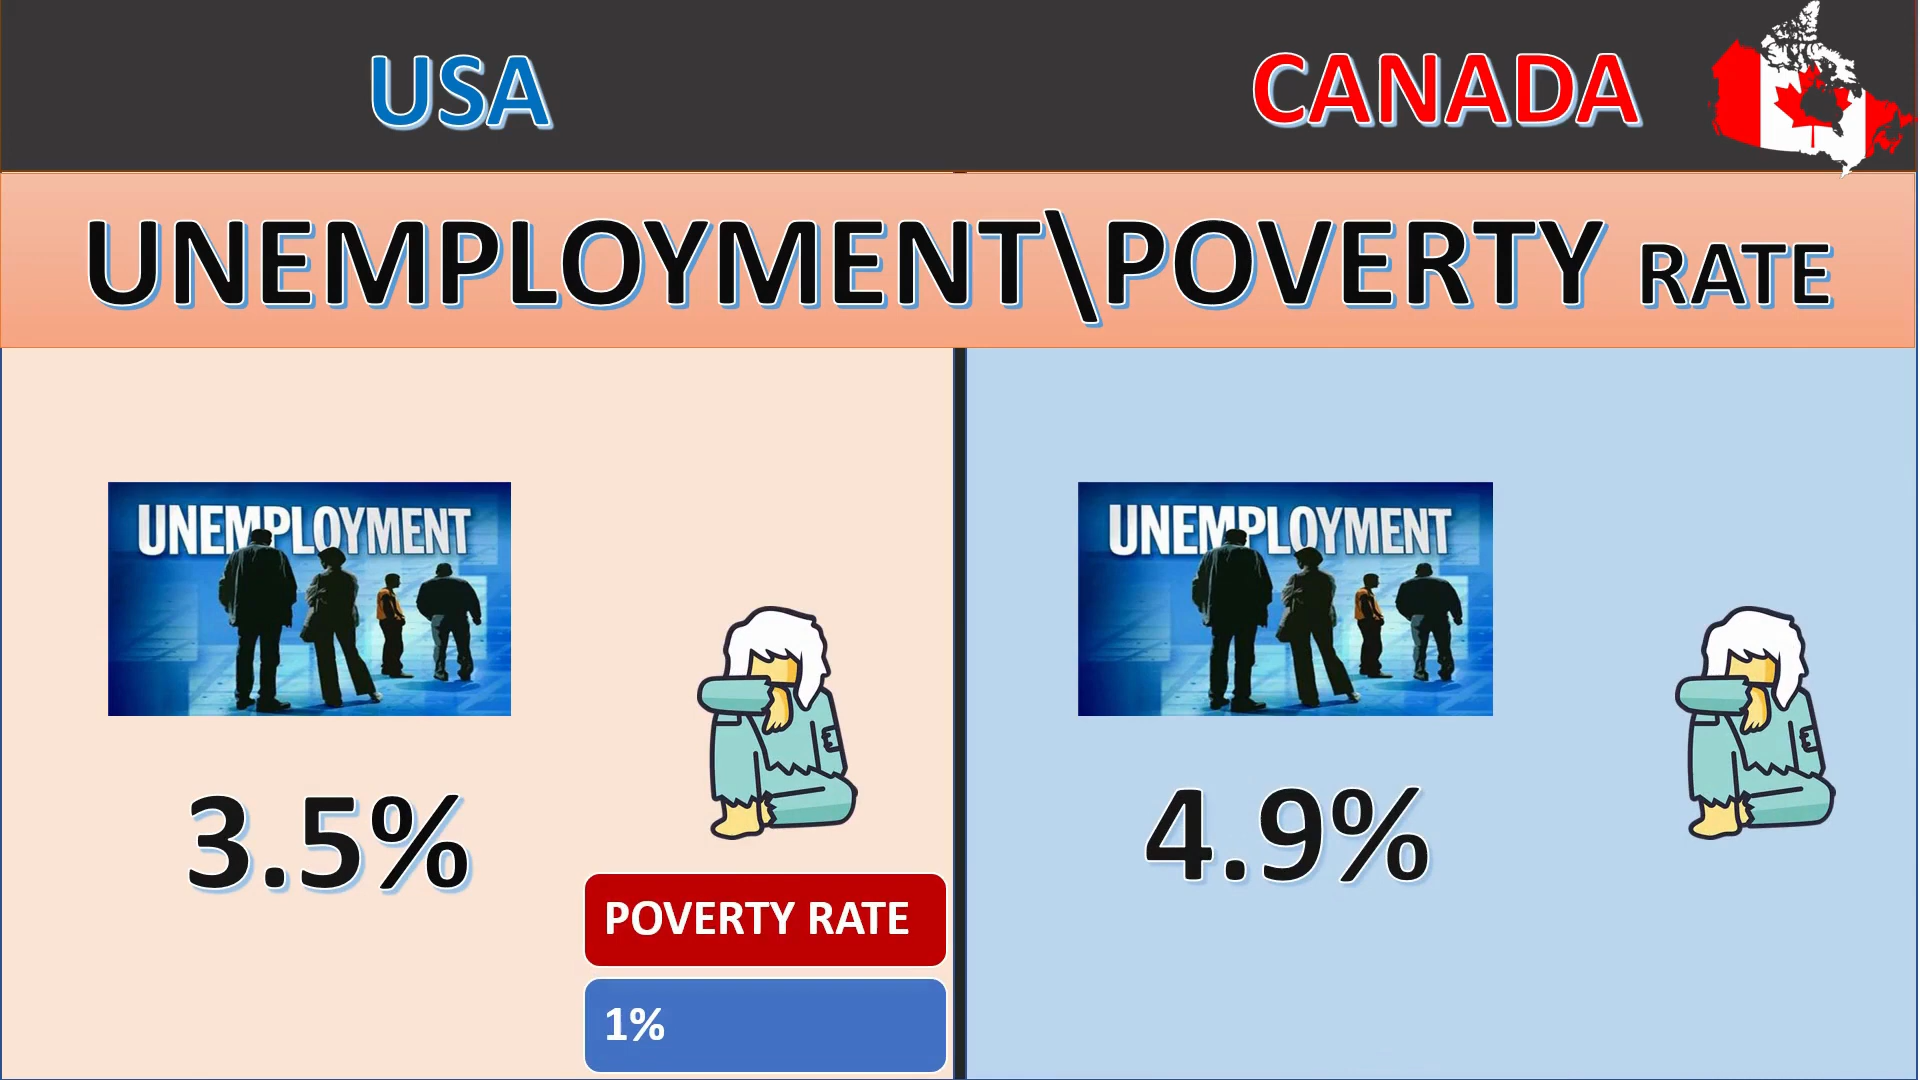 USA
CANADA
UNEMPLOYMENT\POVERTY RATE
UNEMPLOYMENT
3.5%
POVERTY RATE
1%
UNEMPLOYMENT
4.9%